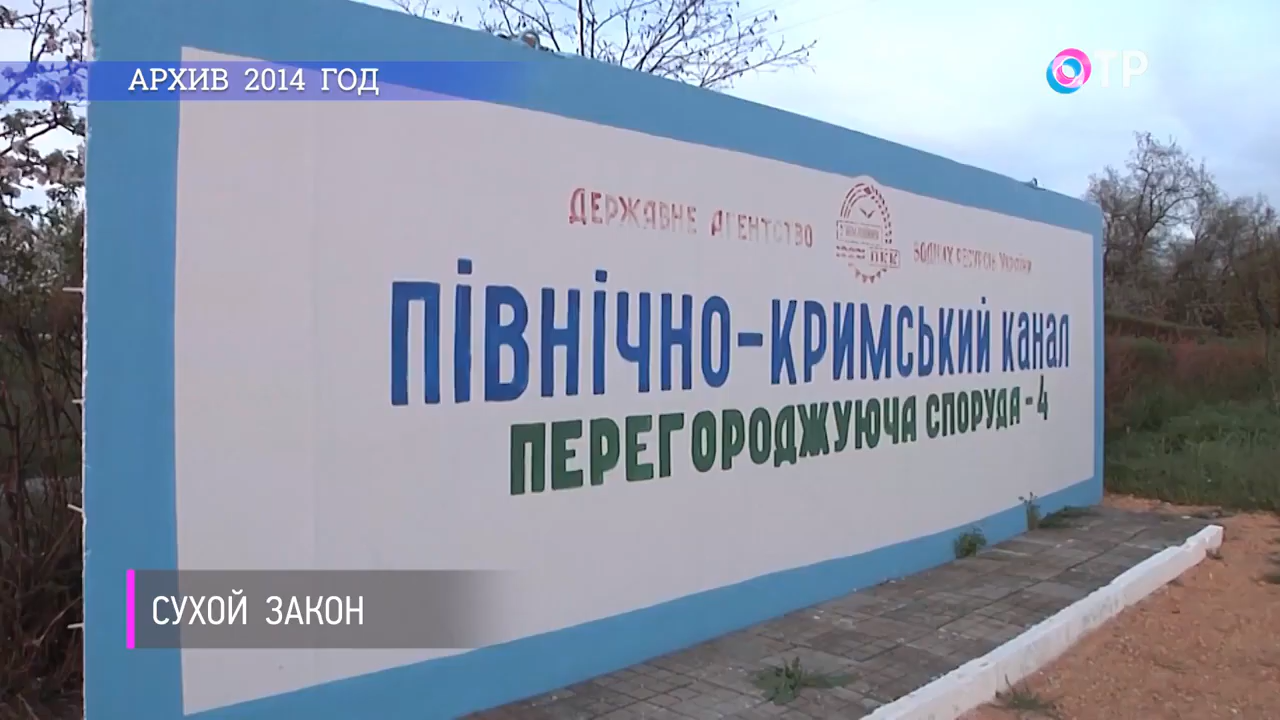 АРХИВ 2014 ГОД
ОТР
ДЕРЖАВНЕ АГЕНТСТВО ВОДНИХ РЕСУРСІВ УКРАЇНИ
ПІВНІЧНО-КРИМСЬКИЙ КАНАЛ
ПЕРЕГОРОДЖУЮЧА СПОРУДА-4
СУХОЙ ЗАКОН